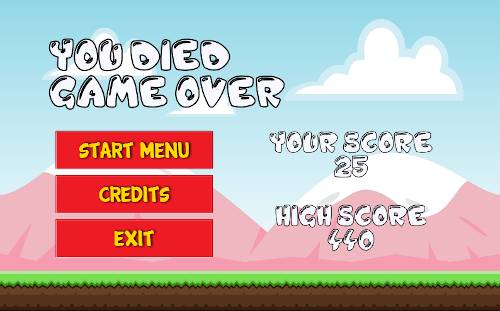 YOU DIED
GAME OVER
START MENU
CREDITS
EXIT
YOUR SCORE
25
HIGH SCORE
440